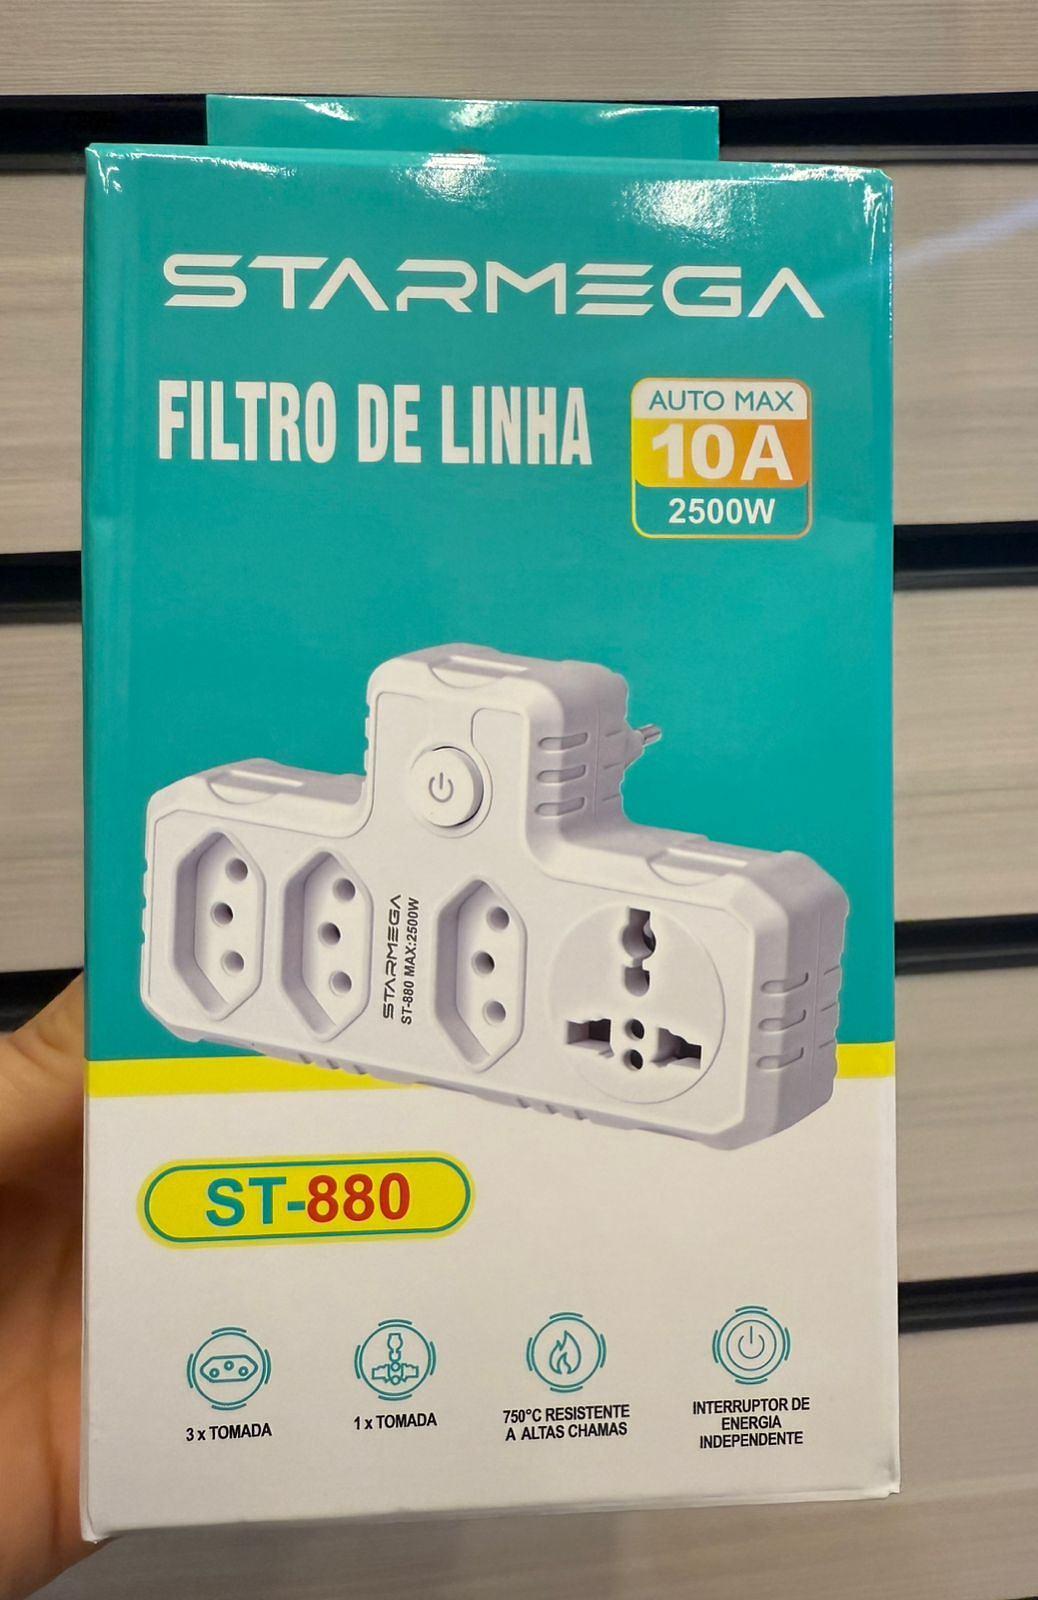 STARMEGA
FILTRO DE LINHA
AUTO MAX
10A
2500W
STARMEGA
ST-880 MAX:2500W
ST-880
3 x TOMADA
1 x TOMADA
750°C RESISTENTE
A ALTAS CHAMAS
INTERRUPTOR DE
ENERGIA
INDEPENDENTE